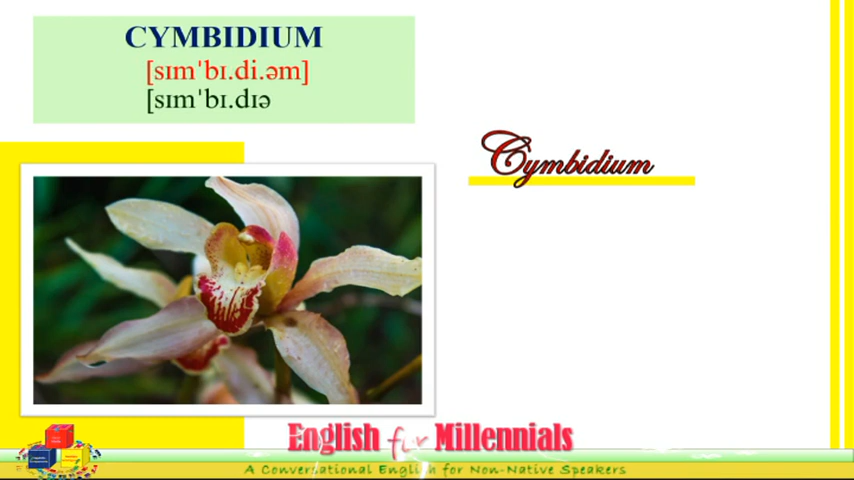 CYMBIDIUM
[sɪmˈbɪ.di.əm]
[sɪmˈbɪ.dɪə
Cymbidium
English for Millennials
A Conversational English for Non-Native Speakers